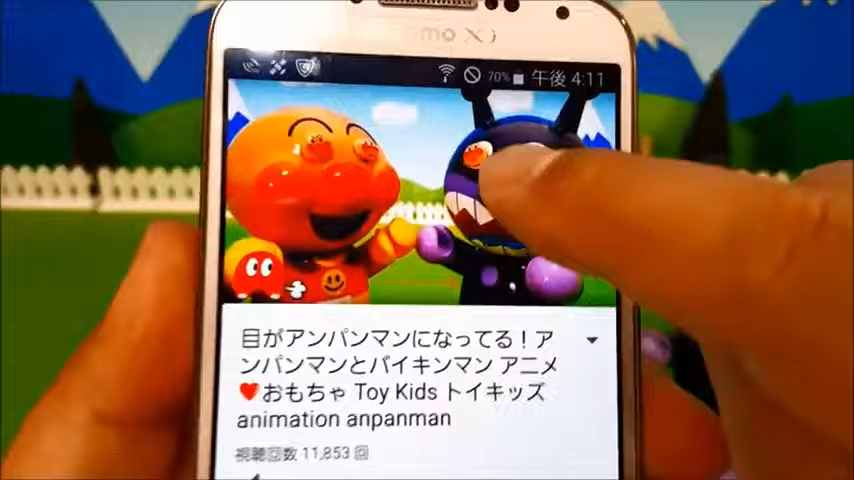 70% 午後 4:11
目がアンパンマンになってる！ア
ンパンマンとバイキンマン アニメ
❤おもちゃ Toy Kids トイキッズ
animation anpanman
視聴回数 11,853 回